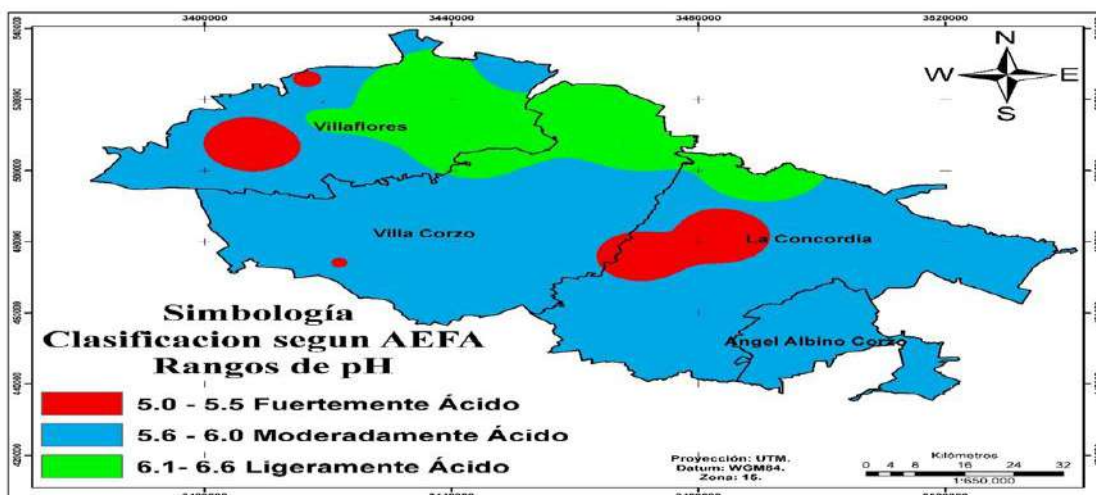 3400000 3440000 3480000 3520000
N
W E
S
Villaflores
Villa Corzo
La Concordia
Angel Albino Corzo
Simbología
Clasificacion segun AEFA
Rangos de pH
5.0 - 5.5 Fuertemente Ácido
5.6 - 6.0 Moderadamente Ácido
6.1- 6.6 Ligeramente Ácido
Proyección: UTM.
Datum: WGM84.
Zona: 15.
Kilómetros
0 4 8 16 24 32
1:650,000